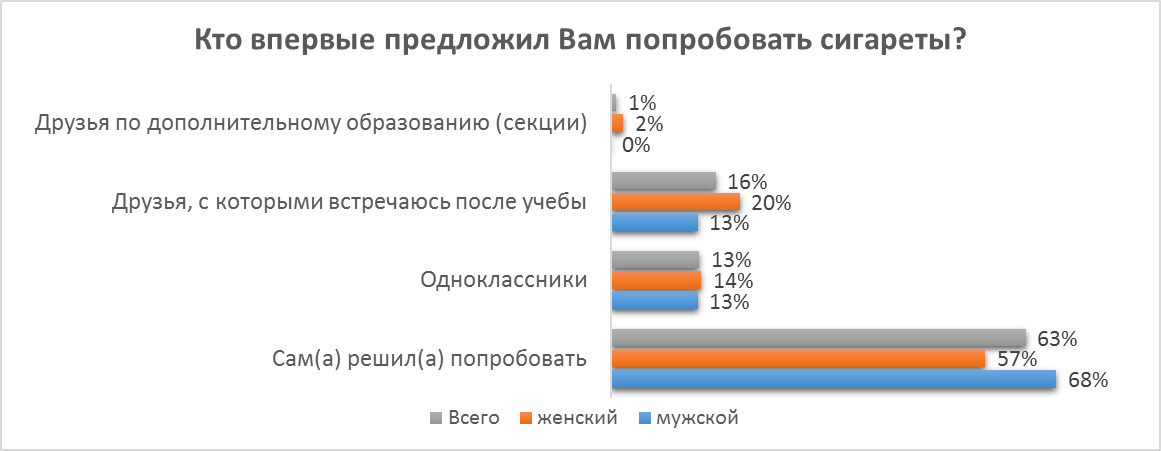 Кто впервые предложил Вам попробовать сигареты?
Друзья по дополнительному образованию (секции)
1%
2%
0%
Друзья, с которыми встречаюсь после учебы
16%
20%
13%
Одноклассники
13%
14%
13%
Сам(а) решил(а) попробовать
63%
57%
68%
Всего женский мужской